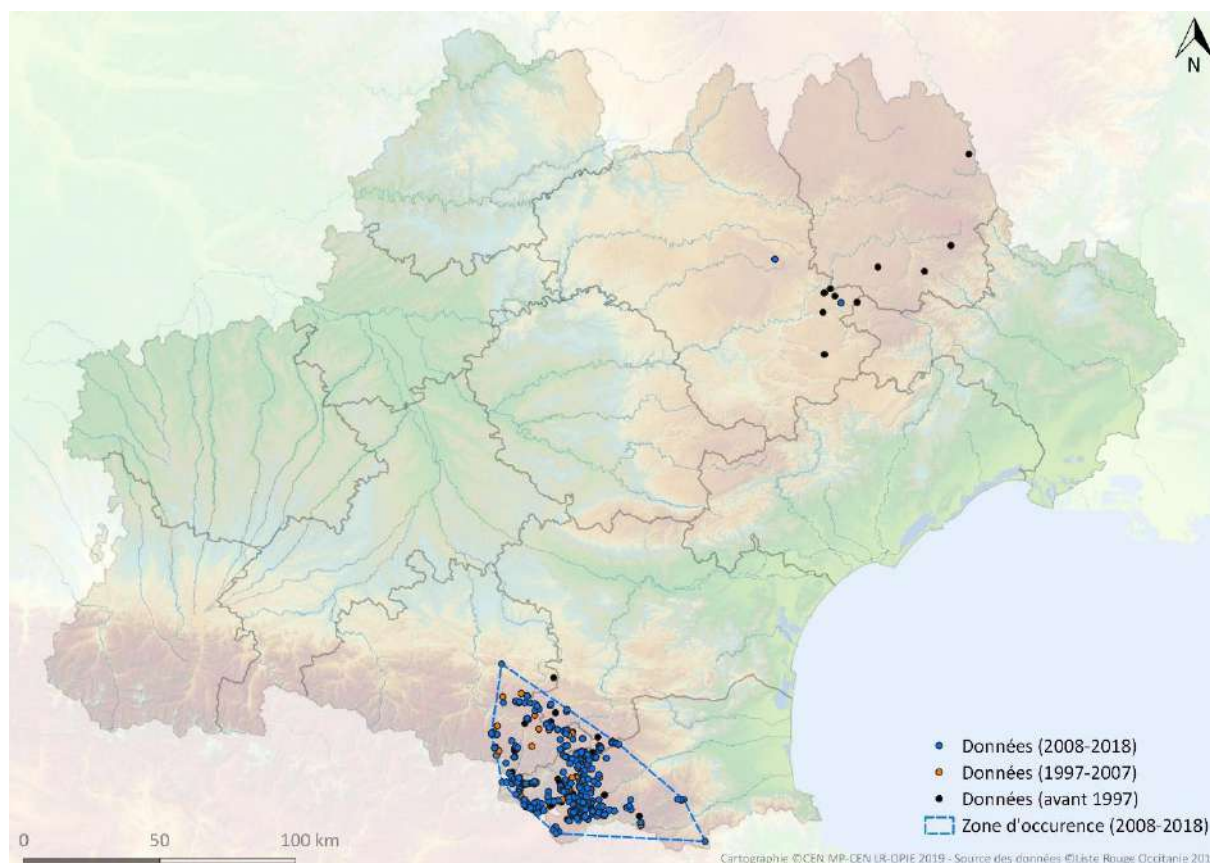 N
Données (2008-2018)
Données (1997-2007)
Données (avant 1997)
Zone d'occurence (2008-2018)
0 50 100 km
Cartographie ©CEN MP-CEN LR-OPIE 2019 - Source des données ©Liste Rouge Occitanie 201